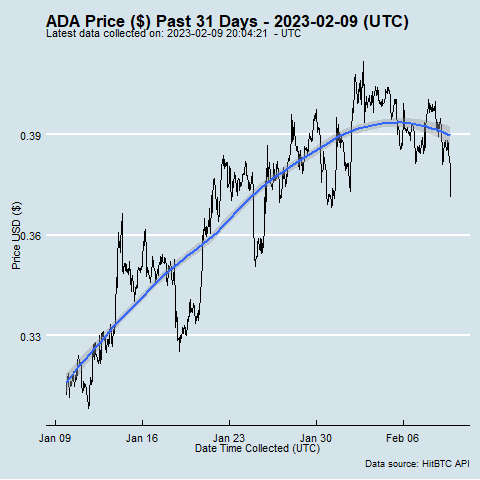 ADA Price ($) Past 31 Days - 2023-02-09 (UTC)
Latest data collected on: 2023-02-09 20:04:21 - UTC
0.39
0.36
0.33
Price USD ($)
Jan 09 Jan 16 Jan 23 Jan 30 Feb 06
Date Time Collected (UTC)
Data source: HitBTC API